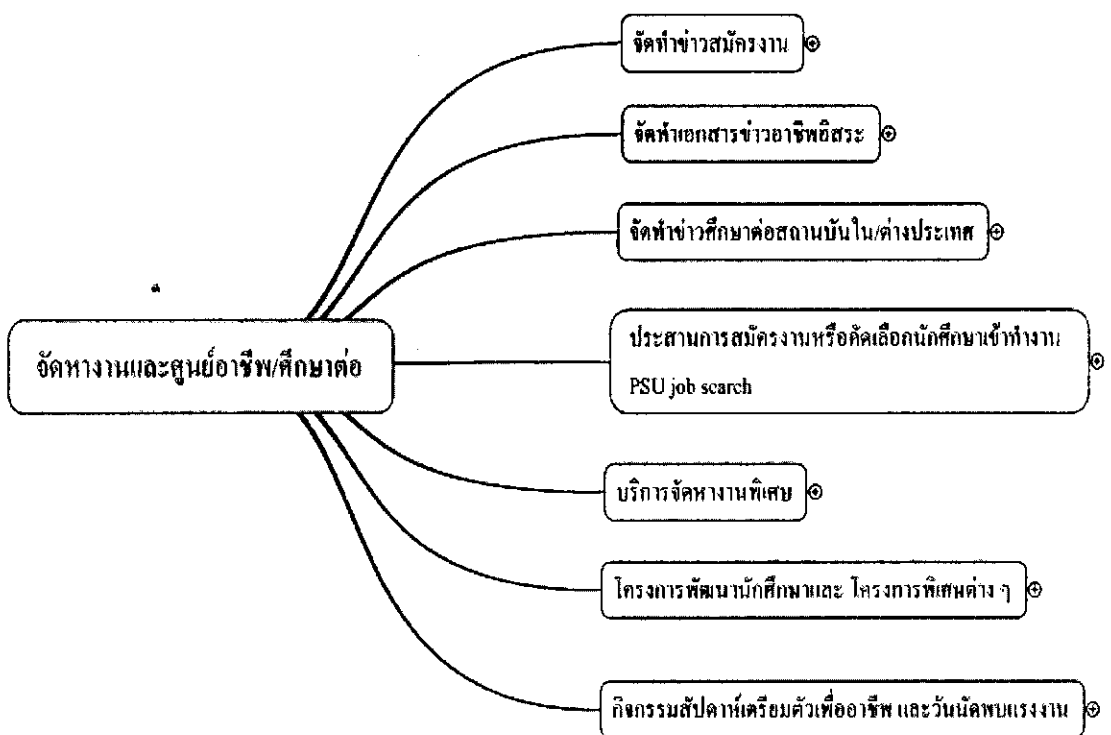 จัดทำข่าวสมัครงาน
จัดทำเอกสารข่าวอาชีพอิสระ
จัดทำข่าวศึกษาต่อสถาบันใน/ต่างประเทศ
จัดหางานและศูนย์อาชีพ/ศึกษาต่อ
ประสานการสมัครงานหรือคัดเลือกนักศึกษาเข้าทำงาน
PSU job search
บริการจัดหางานพิเศษ
โครงการพัฒนานักศึกษาและ โครงการพิเศษต่าง ๆ
กิจกรรมสัปดาห์เตรียมตัวเพื่ออาชีพ และวันนัดพบแรงงาน